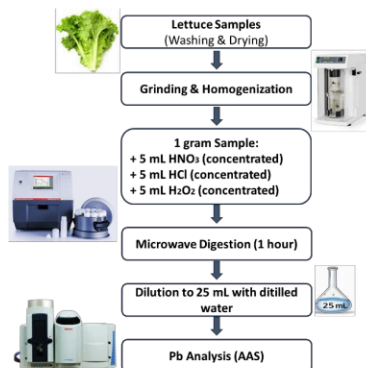 Lettuce Samples
(Washing & Drying)
Grinding & Homogenization
1 gram Sample:
+ 5 mL HNO₃ (concentrated)
+ 5 mL HCl (concentrated)
+ 5 mL H₂O₂ (concentrated)
Microwave Digestion (1 hour)
Dilution to 25 mL with ditilled
water
25 mL
Pb Analysis (AAS)